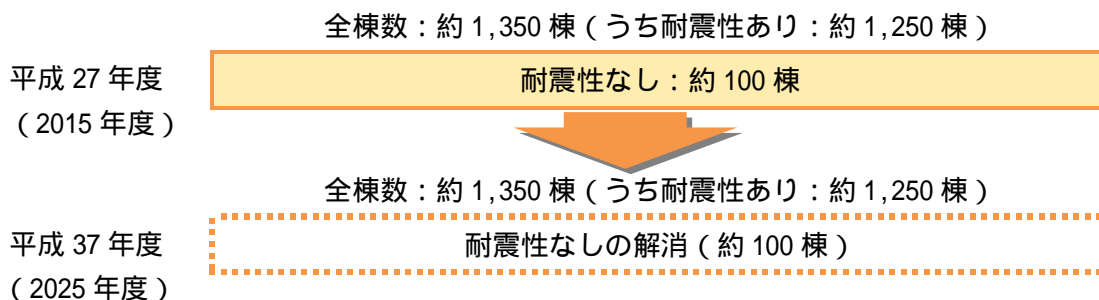 全棟数：約 1,350 棟（うち耐震性あり：約 1,250 棟）
平成 27 年度
（2015 年度）
耐震性なし：約 100 棟
全棟数：約 1,350 棟（うち耐震性あり：約 1,250 棟）
平成 37 年度
（2025 年度）
耐震性なしの解消（約 100 棟）